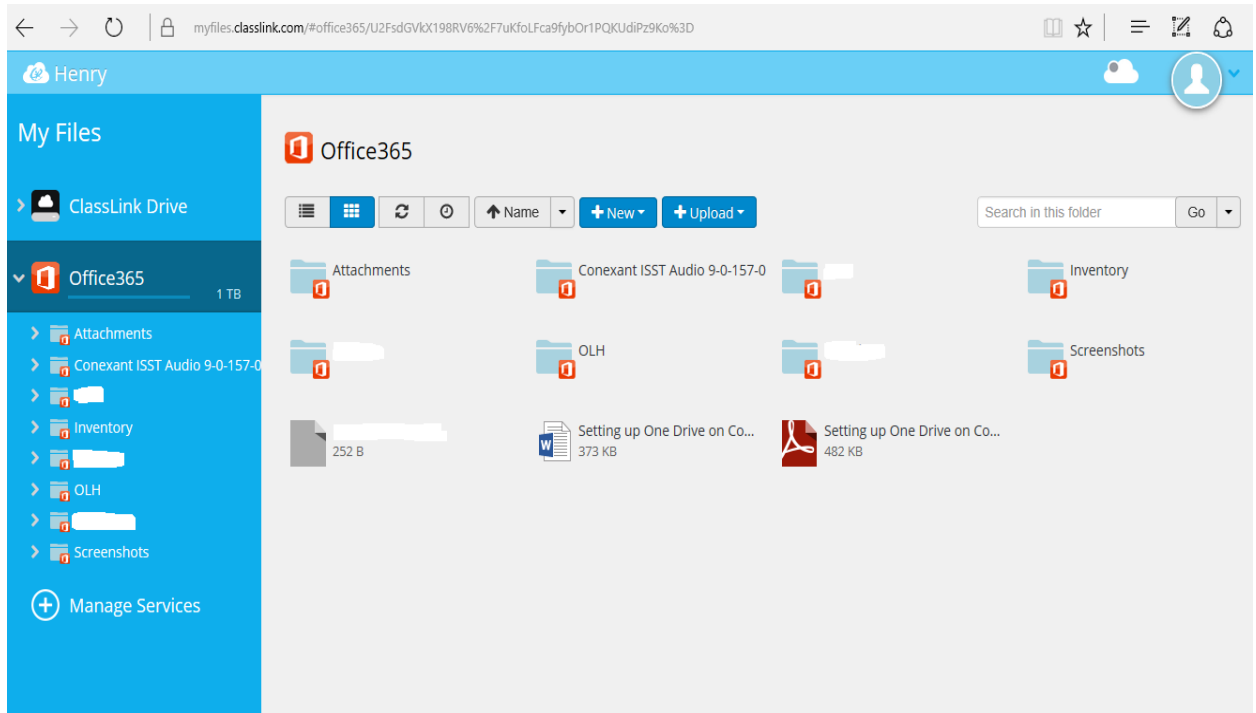 myfiles.classlink.com/#office365/U2FsdGVkX198RV6%2F7uKfoLFca9fybOr1PQKUdiPz9Ko%3D
Henry
My Files
ClassLink Drive
Office365
1 TB
Attachments
Conexant ISST Audio 9-0-157-0
Inventory
OLH
Screenshots
Manage Services
Office365
Name
New
Upload
Search in this folder
Go
Attachments
Conexant ISST Audio 9-0-157-0
Inventory
OLH
Screenshots
252 B
Setting up One Drive on Co...
373 KB
Setting up One Drive on Co...
482 KB